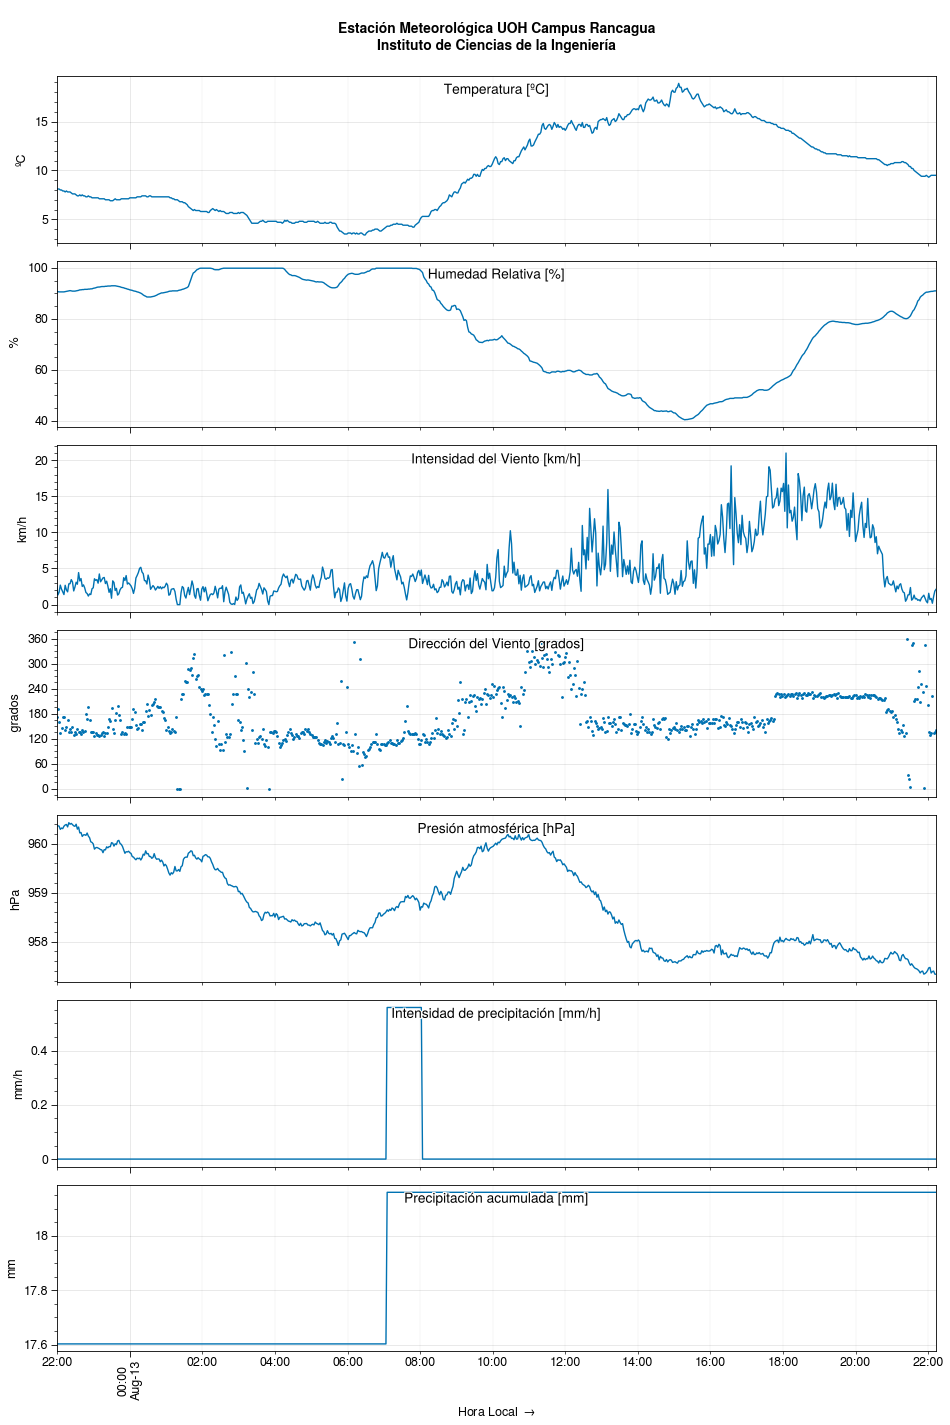 Estación Meteorológica UOH Campus Rancagua
Instituto de Ciencias de la Ingeniería
Temperatura [ºC]
15
10
5
ºC
Humedad Relativa [%]
100
80
60
40
%
Intensidad del Viento [km/h]
20
15
10
5
0
km/h
Dirección del Viento [grados]
360
300
240
180
120
60
0
grados
Presión atmosférica [hPa]
960
959
958
hPa
Intensidad de precipitación [mm/h]
0.4
0.2
0
mm/h
Precipitación acumulada [mm]
18
17.8
17.6
mm
22:00
00:00
Aug-13
02:00
04:00
06:00
08:00
10:00
12:00
14:00
16:00
18:00
20:00
22:00
Hora Local →